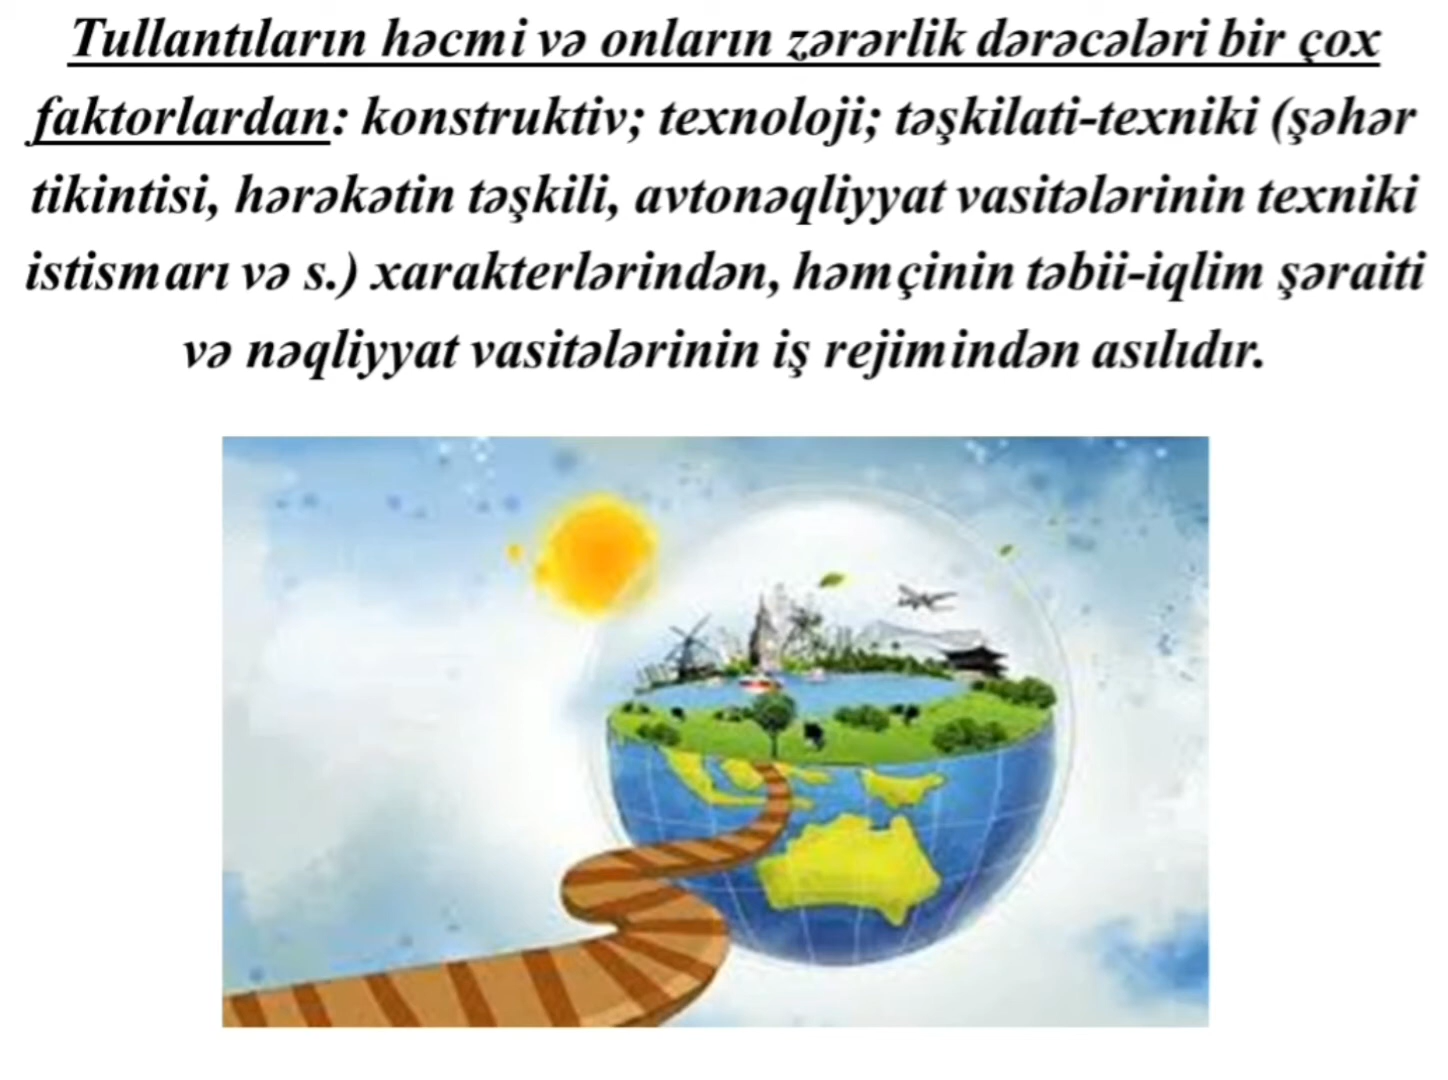 Tullantıların həcmi və onların zərərlik dərəcələri bir çox
faktorlardan: konstruktiv; texnoloji; təşkilati-texniki (şəhər
tikintisi, hərəkətin təşkili, avtonəqliyyat vasitələrinin texniki
istismarı və s.) xarakterlərindən, həmçinin təbii-iqlim şəraiti
və nəqliyyat vasitələrinin iş rejimindən asılıdır.